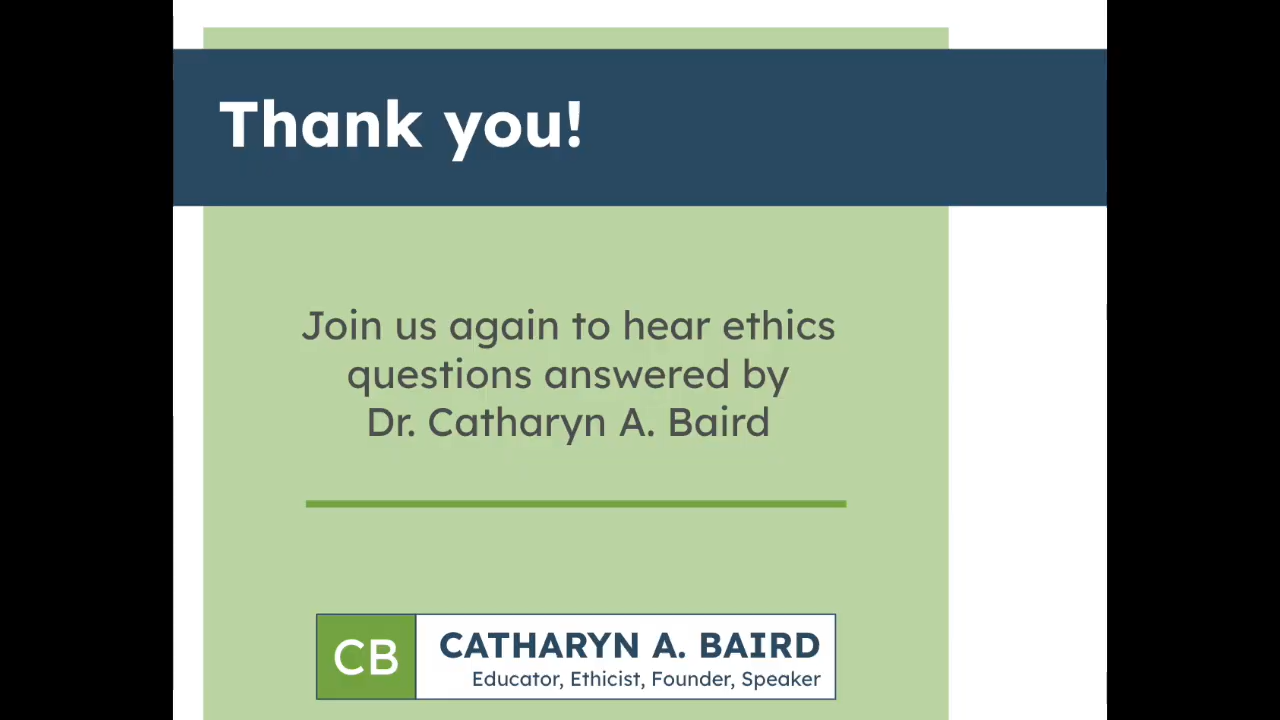 Thank you!
Join us again to hear ethics
questions answered by
Dr. Catharyn A. Baird
CB
CATHARYN A. BAIRD
Educator, Ethicist, Founder, Speaker